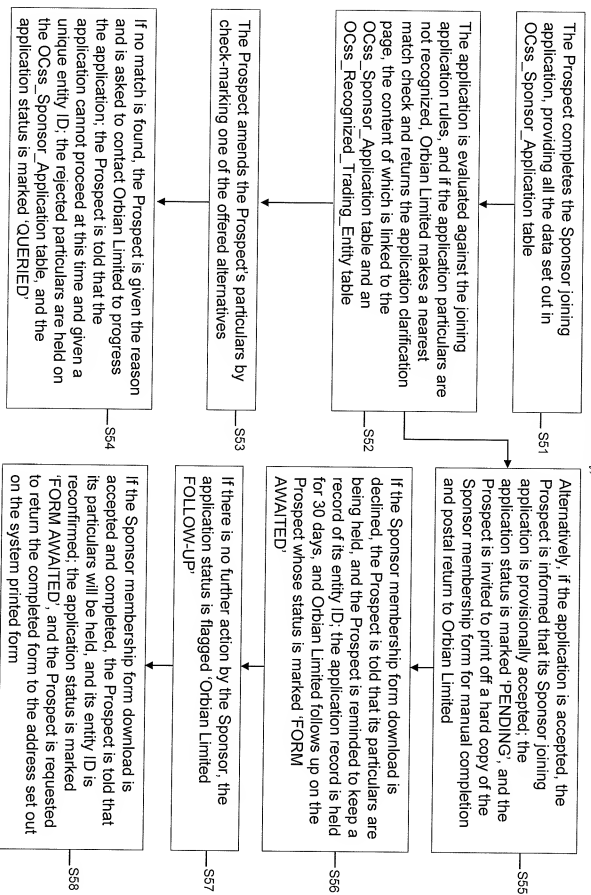 The Prospect completes the Sponsor joining
application, providing all the data set out in
OCss_Sponsor_Application table
S51
The application is evaluated against the joining
application rules, and if the application particulars are
not recognized, Orbian Limited makes a nearest
match check and returns the application clarification
page, the content of which is linked to the
OCss_Sponsor_Application table and an
OCss_Recognized_Trading_Entity table
S52
The Prospect amends the Prospect's particulars by
check-marking one of the offered alternatives
S53
If no match is found, the Prospect is given the reason
and is asked to contact Orbian Limited to progress
the application; the Prospect is told that the
application cannot proceed at this time and given a
unique entity ID; the rejected particulars are held on
the OCss_Sponsor_Application table, and the
application status is marked 'QUERIED'
S54
Alternatively, if the application is accepted, the
Prospect is informed that its Sponsor joining
application is provisionally accepted; the
application status is marked 'PENDING', and the
Prospect is invited to print off a hard copy of the
Sponsor membership form for manual completion
and postal return to Orbian Limited
S55
If the Sponsor membership form download is
declined, the Prospect is told that its particulars are
being held, and the Prospect is reminded to keep a
record of its entity ID; the application record is held
for 30 days, and Orbian Limited follows up on the
Prospect whose status is marked 'FORM
AWAITED'
S56
If there is no further action by the Sponsor, the
application status is flagged 'Orbian Limited
FOLLOW-UP'
S57
If the Sponsor membership form download is
accepted and completed, the Prospect is told that
its particulars will be held, and its entity ID is
reconfirmed; the application status is marked
'FORM AWAITED', and the Prospect is requested
to return the completed form to the address set out
on the system printed form
S58